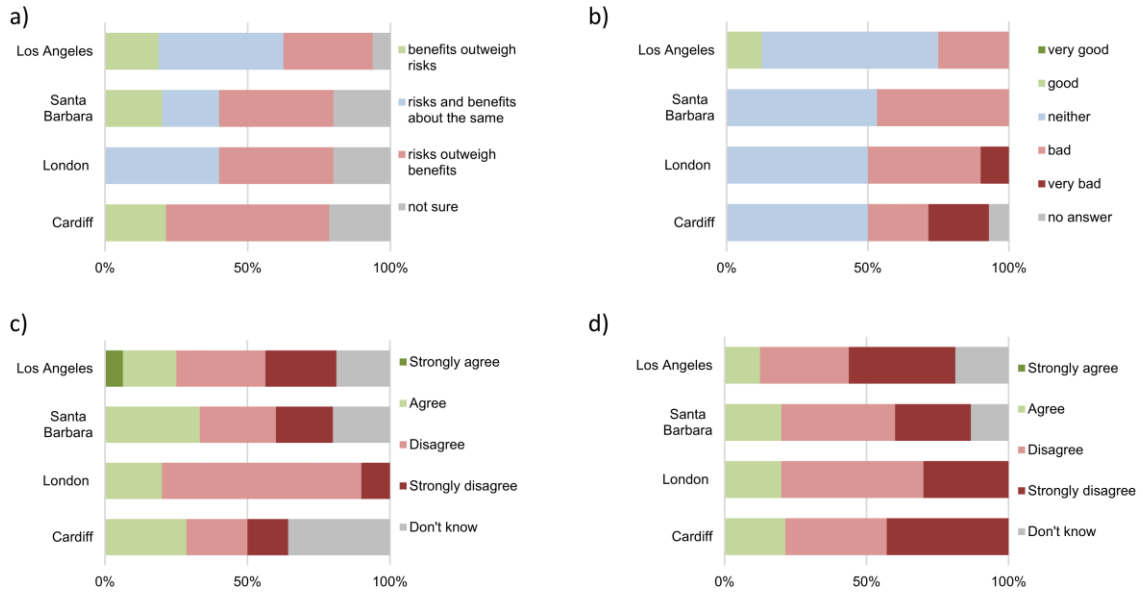 a)
Los Angeles
Santa
Barbara
London
Cardiff
0%
50%
100%
benefits outweigh
risks
risks and benefits
about the same
risks outweigh
benefits
not sure
b)
Los Angeles
Santa
Barbara
London
Cardiff
0%
50%
100%
very good
good
neither
bad
very bad
no answer
c)
Los Angeles
Santa
Barbara
London
Cardiff
0%
50%
100%
Strongly agree
Agree
Disagree
Strongly disagree
Don't know
d)
Los Angeles
Santa
Barbara
London
Cardiff
0%
50%
100%
Strongly agree
Agree
Disagree
Strongly disagree
Don't know